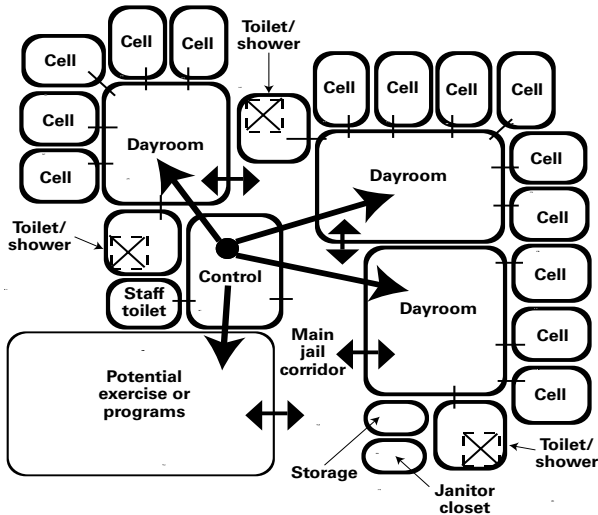 Cell
Cell
Toilet/
shower
Cell
Cell
Cell
Cell
Cell
Cell
Cell
Dayroom
Cell
Cell
Dayroom
Cell
Toilet/
shower
Control
Cell
Staff
toilet
Dayroom
Main
jail
corridor
Cell
Potential
exercise or
programs
Cell
Toilet/
shower
Storage
Janitor
closet